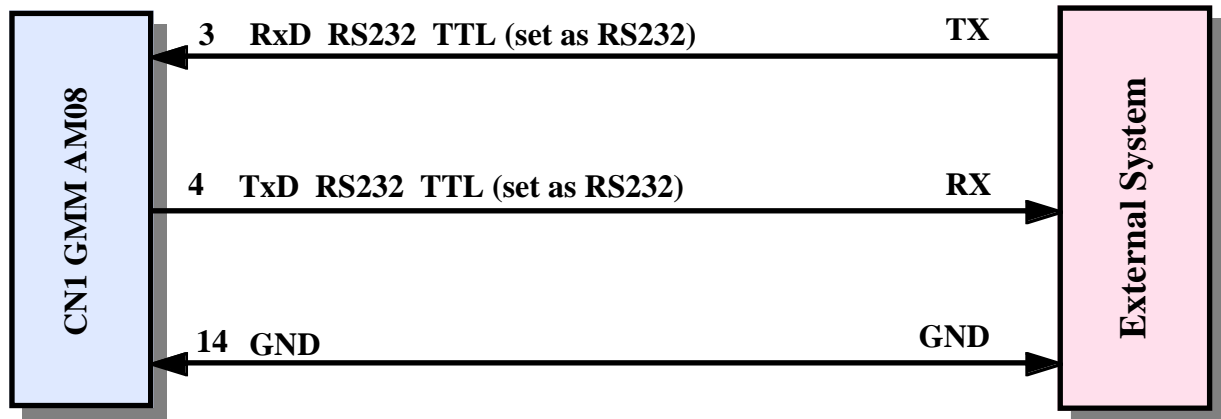 CN1 GMM AM08
3 RxD RS232 TTL (set as RS232) TX
4 TxD RS232 TTL (set as RS232) RX
14 GND GND
External System